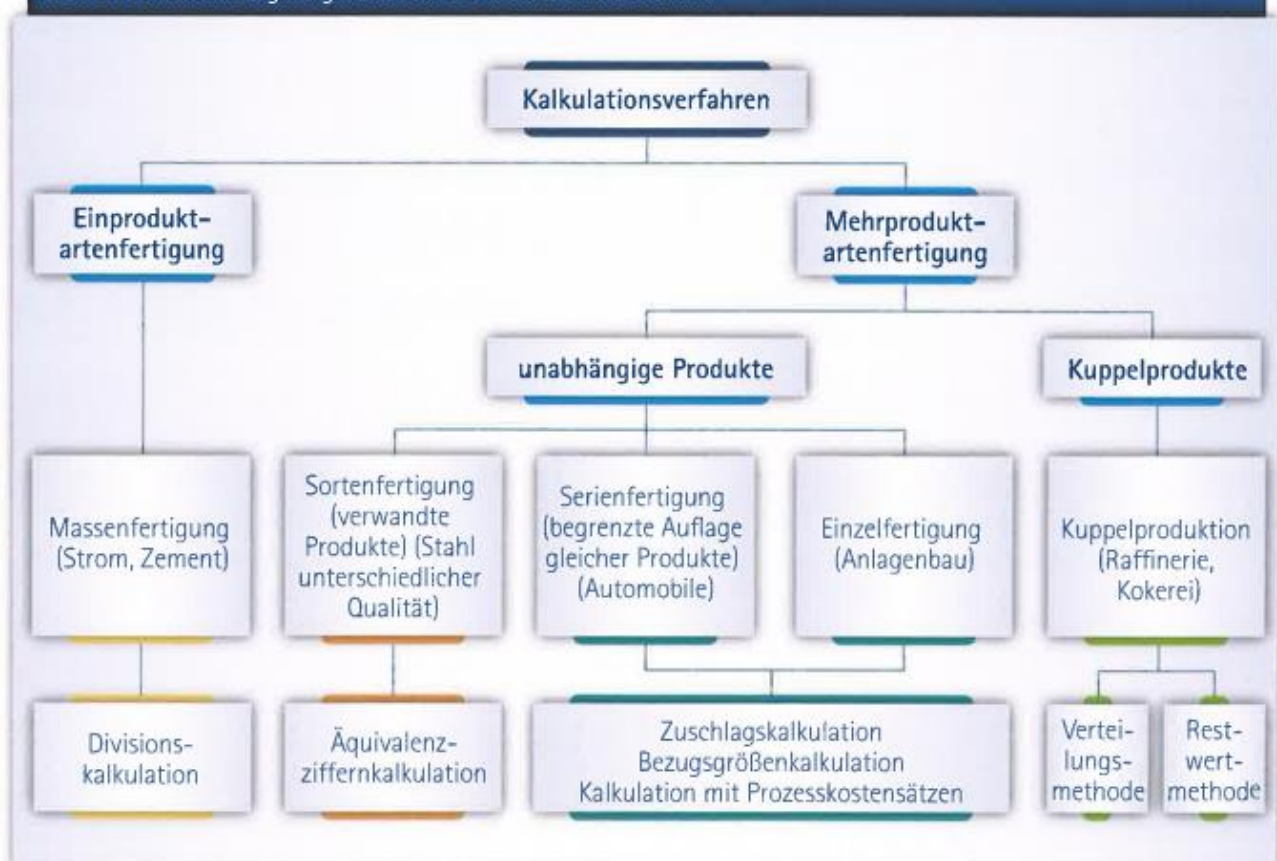 Kalkulationsverfahren
Einprodukt-
artenfertigung
Mehrprodukt-
artenfertigung
unabhängige Produkte
Kuppelprodukte
Massenfertigung
(Strom, Zement)
Sortenfertigung
(verwandte
Produkte) (Stahl
unterschiedlicher
Qualität)
Serienfertigung
(begrenzte Auflage
gleicher Produkte)
(Automobile)
Einzelfertigung
(Anlagenbau)
Kuppelproduktion
(Raffinerie,
Kokerei)
Divisions-
kalkulation
Äquivalenz-
ziffernkalkulation
Zuschlagskalkulation
Bezugsgrößenkalkulation
Kalkulation mit Prozesskostensätzen
Vertei-
lungs-
methode
Rest-
wert-
methode